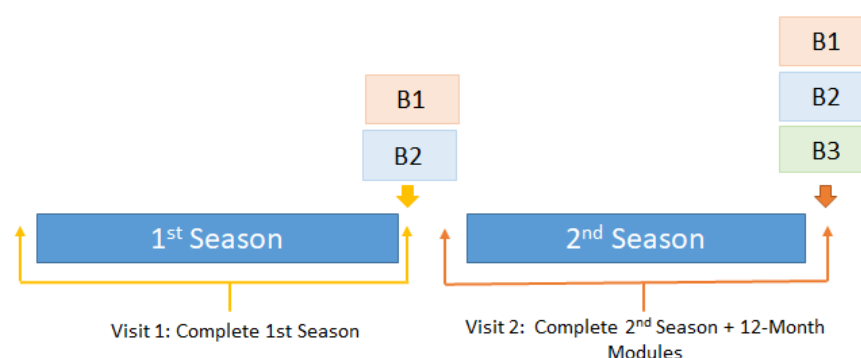 B1
B2
B1
B2
B3
1st Season
2nd Season
Visit 1: Complete 1st Season
Visit 2:  Complete 2nd Season + 12-Month
Modules